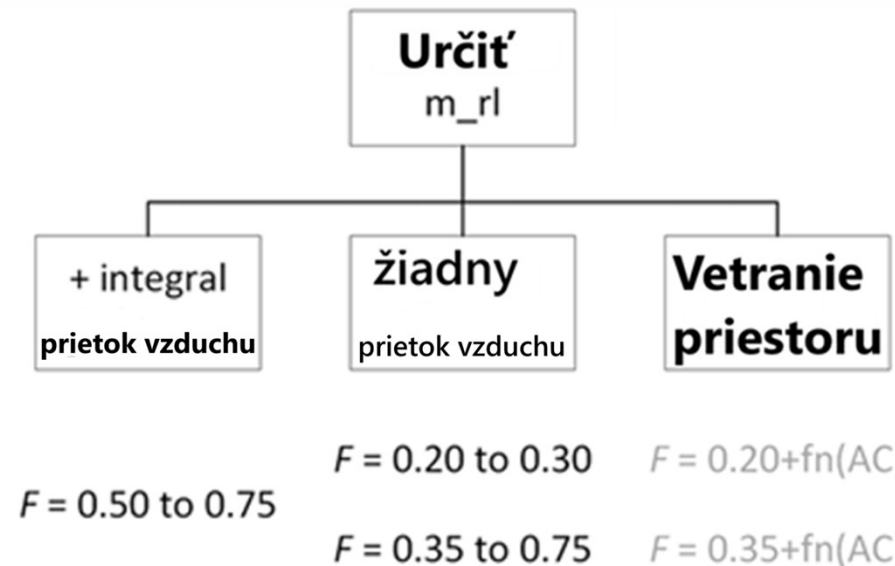 Určiť
m_rl
+ integral
prietok vzduchu
žiadny
prietok vzduchu
Vetranie
priestoru
F = 0.50 to 0.75
F = 0.20 to 0.30
F = 0.35 to 0.75
F = 0.20+fn(AC
F = 0.35+fn(AC